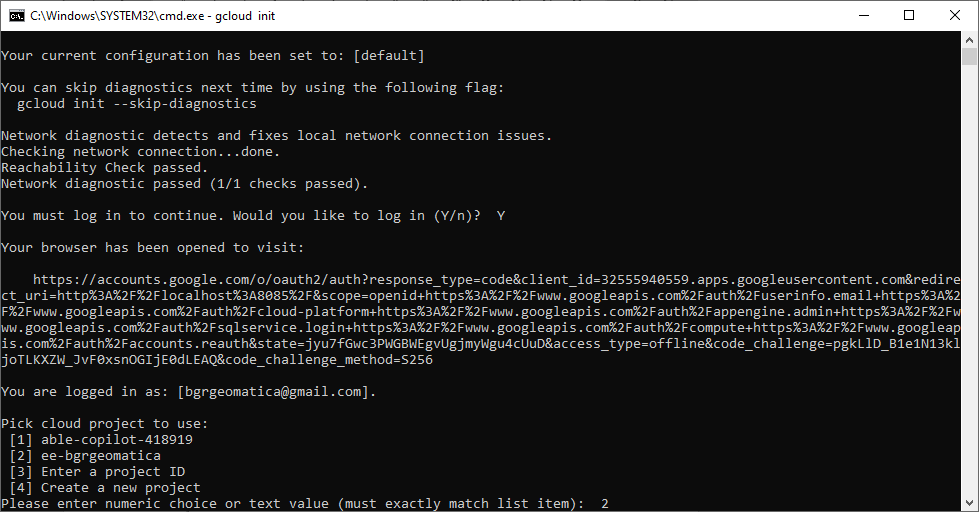 C:\Windows\SYSTEM32\cmd.exe - gcloud init
Your current configuration has been set to: [default]
You can skip diagnostics next time by using the following flag:
gcloud init --skip-diagnostics
Network diagnostic detects and fixes local network connection issues.
Checking network connection...done.
Reachability Check passed.
Network diagnostic passed (1/1 checks passed).
You must log in to continue. Would you like to log in (Y/n)?  Y
Your browser has been opened to visit:
https://accounts.google.com/o/oauth2/auth?response_type=code&client_id=32555940559.apps.googleusercontent.com&redire
ct_uri=http%3A%2F%2Flocalhost%3A8085%2F&scope=openid+https%3A%2F%2Fwww.googleapis.com%2Fauth%2Fuserinfo.email+https%3A%2
F%2Fwww.googleapis.com%2Fauth%2Fcloud-platform+https%3A%2F%2Fwww.googleapis.com%2Fauth%2Fappengine.admin+https%3A%2F%2Fw
ww.googleapis.com%2Fauth%2Fsqlservice.login+https%3A%2F%2Fwww.googleapis.com%2Fauth%2Fcompute+https%3A%2F%2Fwww.googleap
is.com%2Fauth%2Faccounts.reauth&state=jyu7fGwc3PWGBWEgvUgjmyWgu4cUuD&access_type=offline&code_challenge=pgkLlD_B1e1N13kl
joTLKXZW_JvF0xsnOGIjE0dLEAQ&code_challenge_method=S256
You are logged in as: [bgrgeomatica@gmail.com].
Pick cloud project to use:
[1] able-copilot-418919
[2] ee-bgrgeomatica
[3] Enter a project ID
[4] Create a new project
Please enter numeric choice or text value (must exactly match list item):  2